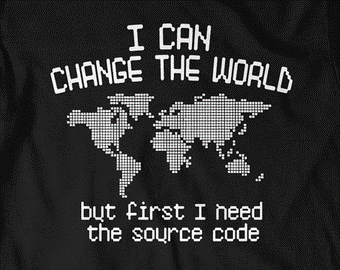 I CAN
CHANGE THE WORLD
but first I need
the source code